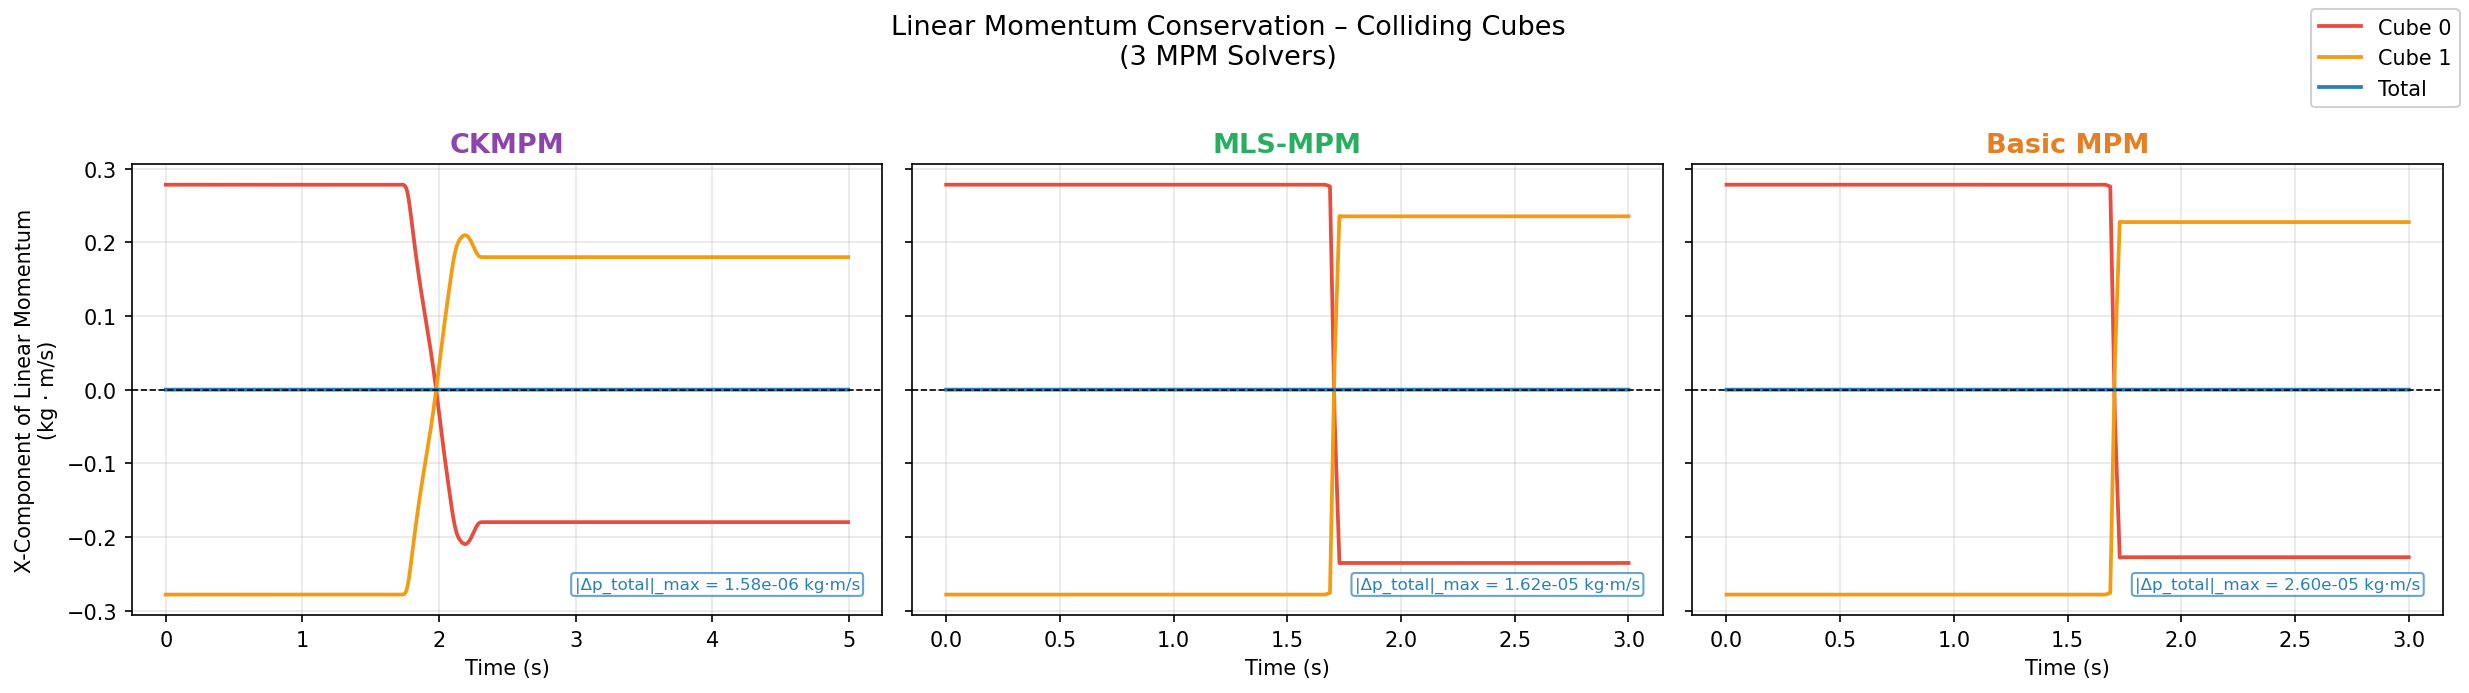 Linear Momentum Conservation – Colliding Cubes
(3 MPM Solvers)
Cube 0
Cube 1
Total
CKMPM
MLS-MPM
Basic MPM
X-Component of Linear Momentum
(kg · m/s)
0.3
0.2
0.1
0.0
−0.1
−0.2
−0.3
|Δp_total|_max = 1.58e-06 kg·m/s
|Δp_total|_max = 1.62e-05 kg·m/s
|Δp_total|_max = 2.60e-05 kg·m/s
0 1 2 3 4 5
0.0 0.5 1.0 1.5 2.0 2.5 3.0
0.0 0.5 1.0 1.5 2.0 2.5 3.0
Time (s)
Time (s)
Time (s)